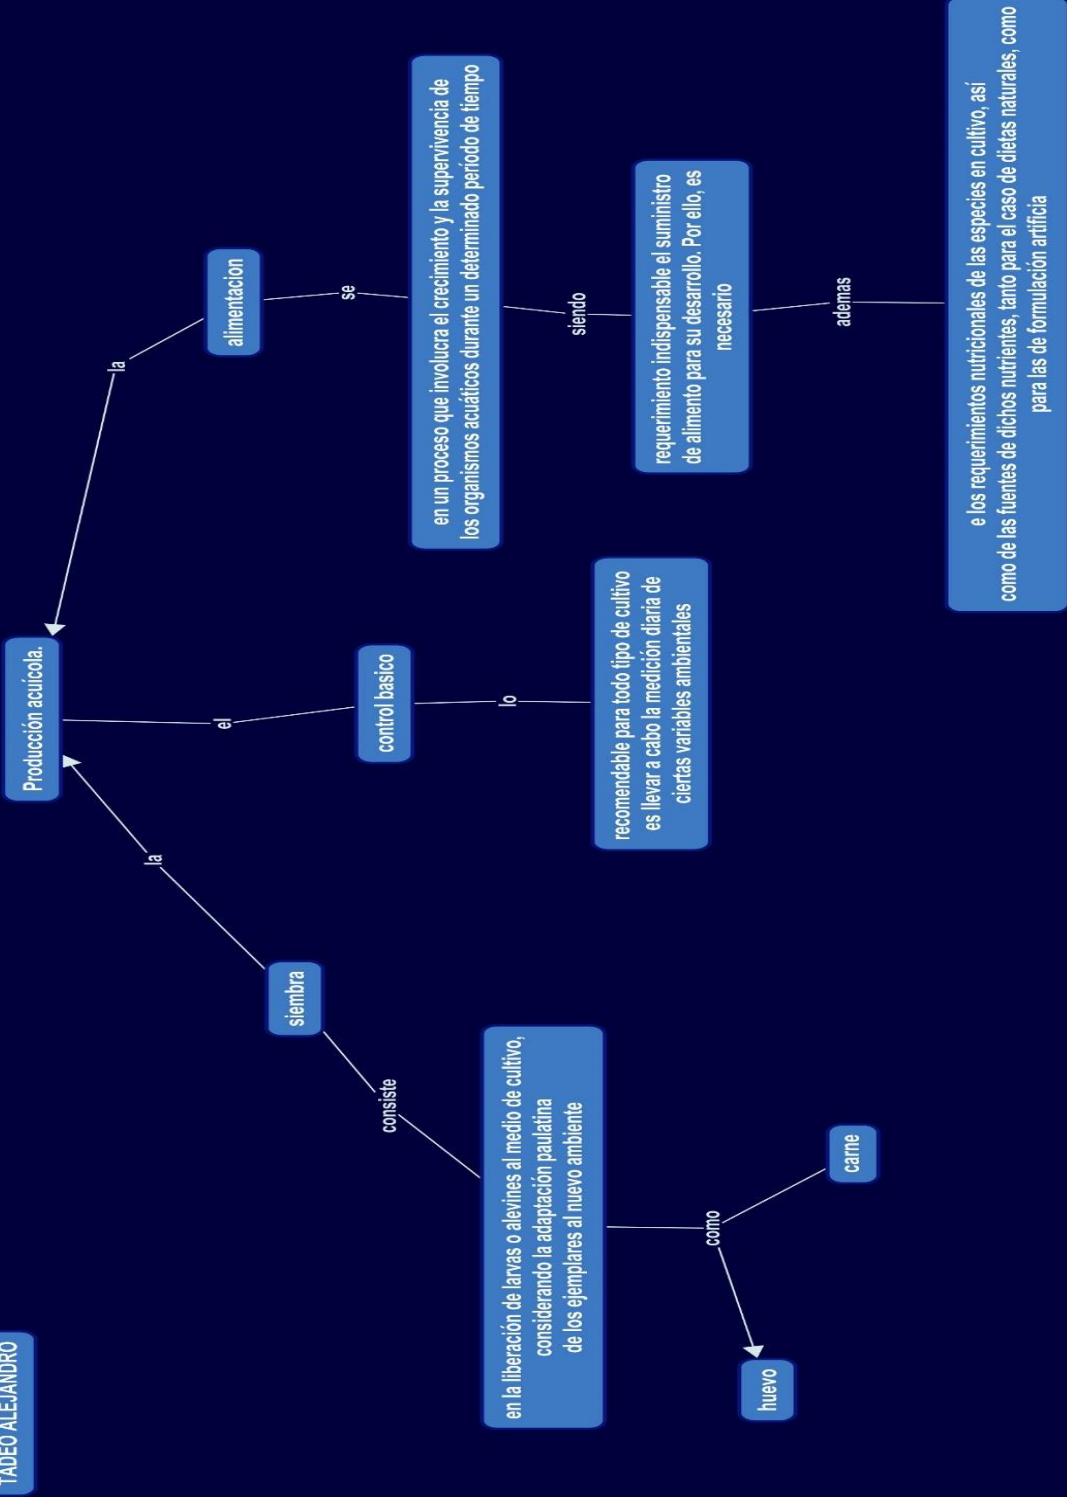 TADEO ALEJANDRO
Producción acuícola.
la
siembra
consiste
en la liberación de larvas o alevines al medio de cultivo,
considerando la adaptación paulatina
de los ejemplares al nuevo ambiente
como
huevo
carne
el
control basico
lo
recomendable para todo tipo de cultivo
es llevar a cabo la medición diaria de
ciertas variables ambientales
la
alimentacion
se
en un proceso que involucra el crecimiento y la supervivencia de
los organismos acuáticos durante un determinado período de tiempo
siendo
requerimiento indispensable el suministro
de alimento para su desarrollo. Por ello, es
necesario
ademas
e los requerimientos nutricionales de las especies en cultivo, así
como de las fuentes de dichos nutrientes, tanto para el caso de dietas naturales, como
para las de formulación artificia